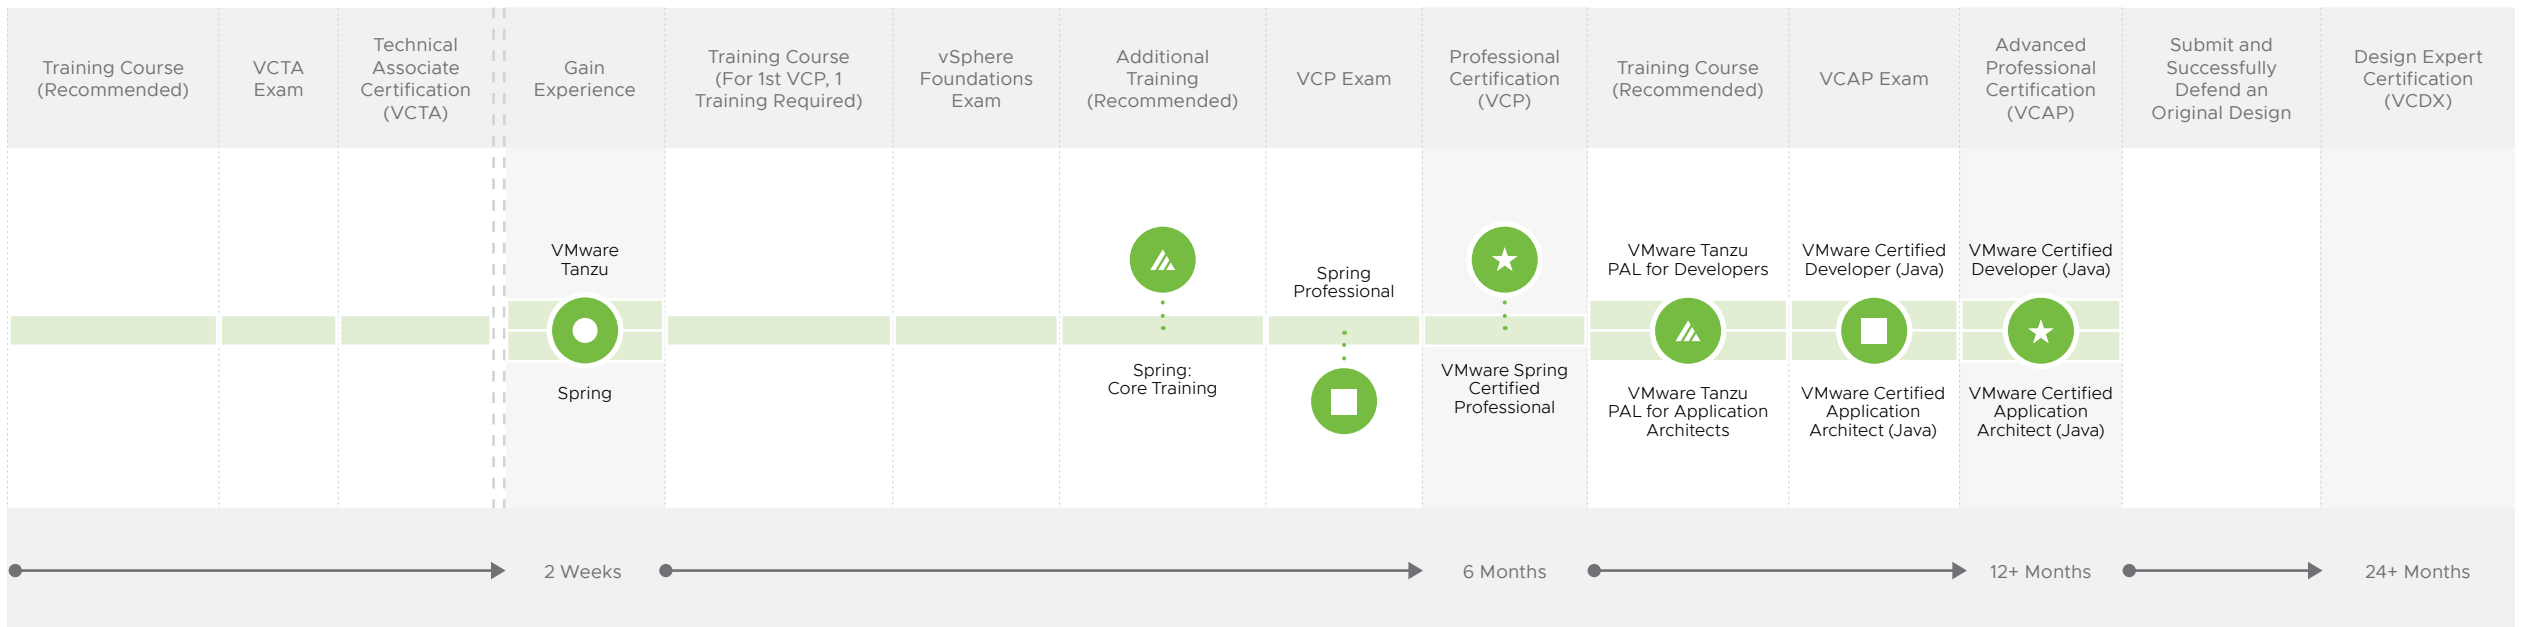 Training Course
(Recommended)
VCTA
Exam
Technical
Associate
Certification
(VCTA)
Gain
Experience
Training Course
(For 1st VCP, 1
Training Required)
vSphere
Foundations
Exam
Additional
Training
(Recommended)
VCP Exam
Professional
Certification
(VCP)
Training Course
(Recommended)
VCAP Exam
Advanced
Professional
Certification
(VCAP)
Submit and
Successfully
Defend an
Original Design
Design Expert
Certification
(VCDX)
VMware
Tanzu
Spring
Spring:
Core Training
Spring
Professional
VMware Spring
Certified
Professional
VMware Tanzu
PAL for Developers
VMware Tanzu
PAL for Application
Architects
VMware Certified
Developer (Java)
VMware Certified
Application
Architect (Java)
VMware Certified
Developer (Java)
VMware Certified
Application
Architect (Java)
2 Weeks
6 Months
12+ Months
24+ Months